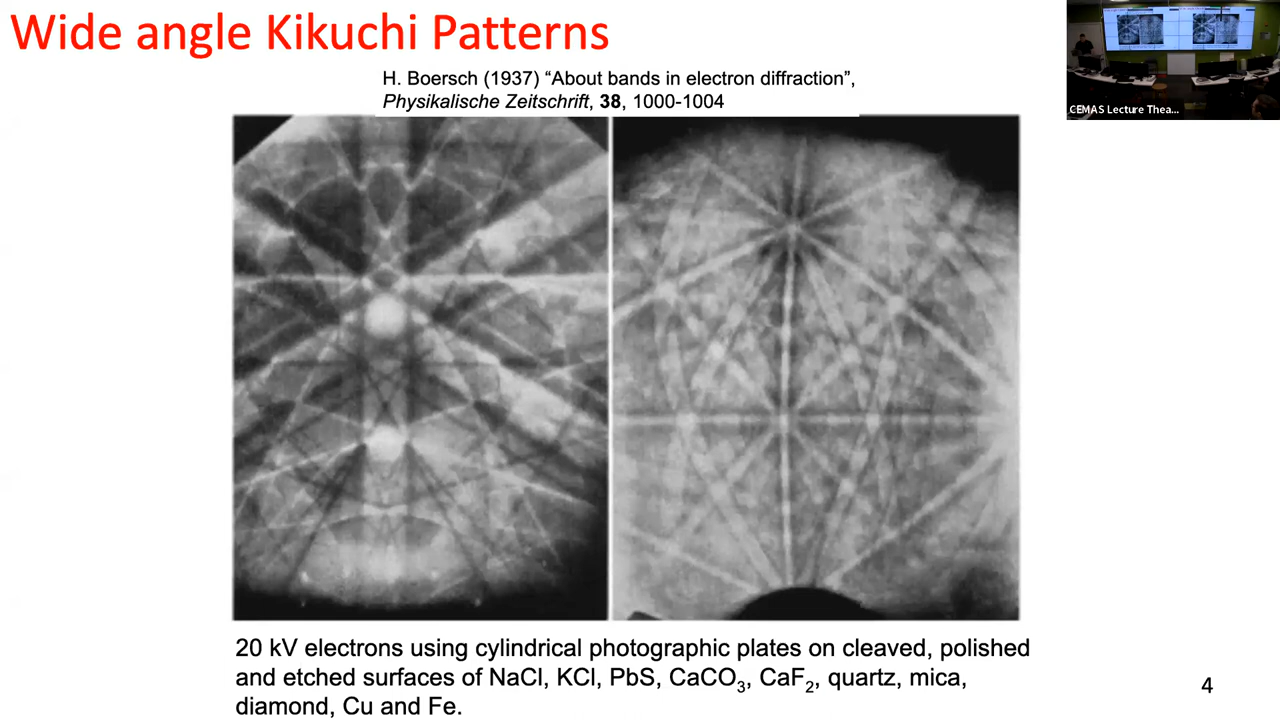 Wide angle Kikuchi Patterns
H. Boersch (1937) “About bands in electron diffraction”,
Physikalische Zeitschrift, 38, 1000-1004
CEMAS Lecture Thea...
20 kV electrons using cylindrical photographic plates on cleaved, polished
and etched surfaces of NaCl, KCl, PbS, CaCO₃, CaF₂, quartz, mica,
diamond, Cu and Fe.
4